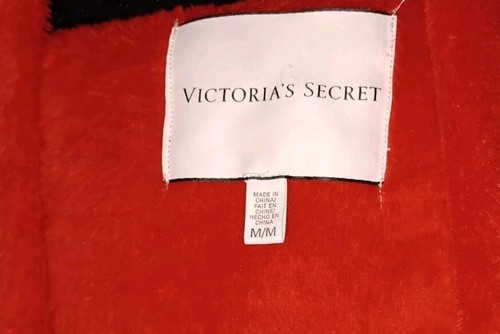 VICTORIA'S SECRET
MADE IN
CHINA/
FAIT EN
CHINE/
HECHO EN
CHINA
M/M